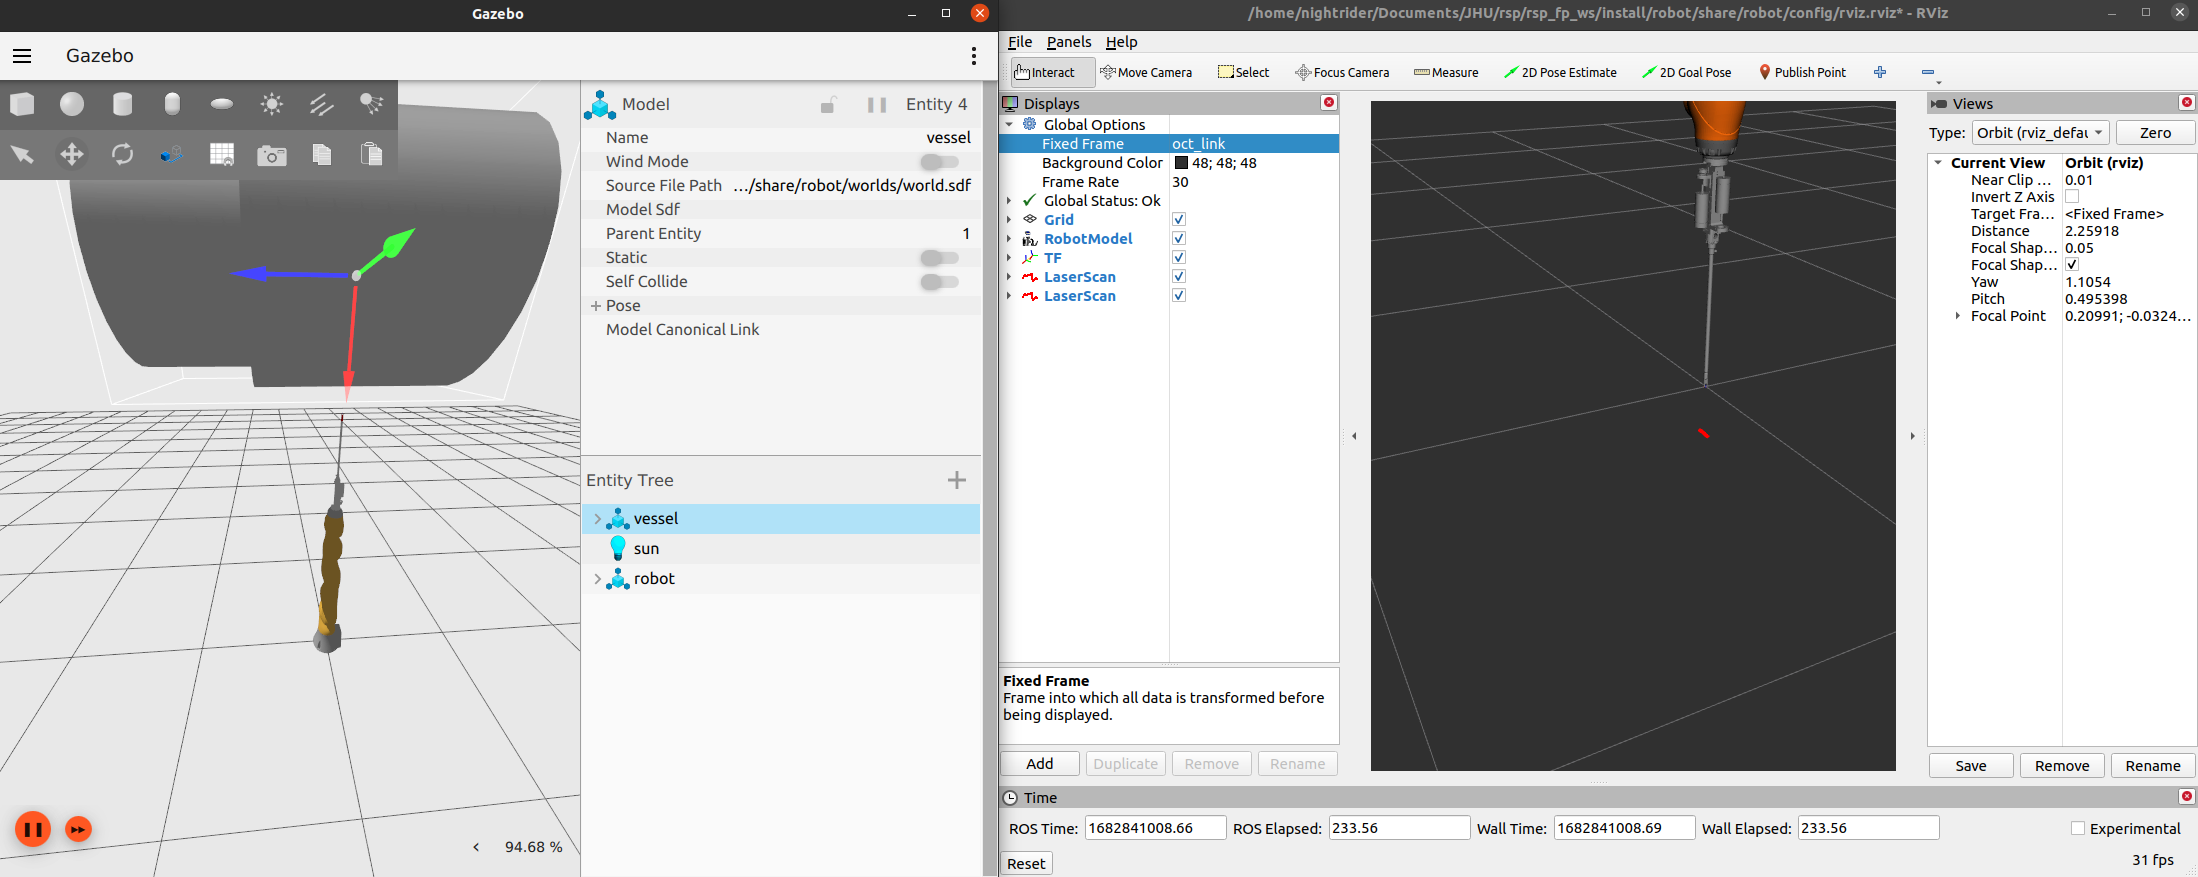 Gazebo
Gazebo
Model
Entity 4
Name vessel
Wind Mode
Source File Path …/share/robot/worlds/world.sdf
Model Sdf
Parent Entity 1
Static
Self Collide
Pose
Model Canonical Link
Entity Tree
vessel
sun
robot
94.68 %
/home/nightrider/Documents/JHU/rsp/rsp_fp_ws/install/robot/share/robot/config/rviz.rviz* - RViz
File Panels Help
Interact Move Camera Select Focus Camera Measure 2D Pose Estimate 2D Goal Pose Publish Point
Displays
Global Options
Fixed Frame oct_link
Background Color 48; 48; 48
Frame Rate 30
Global Status: Ok
Grid
RobotModel
TF
LaserScan
LaserScan
Fixed Frame
Frame into which all data is transformed before
being displayed.
Add Duplicate Remove Rename
Views
Type: Orbit (rviz_defau Zero
Current View Orbit (rviz)
Near Clip … 0.01
Invert Z Axis
Target Fra… <Fixed Frame>
Distance 2.25918
Focal Shap… 0.05
Focal Shap…
Yaw 1.1054
Pitch 0.495398
Focal Point 0.20991; -0.0324…
Save Remove Rename
Time
ROS Time: 1682841008.66 ROS Elapsed: 233.56 Wall Time: 1682841008.69 Wall Elapsed: 233.56 Experimental
Reset
31 fps